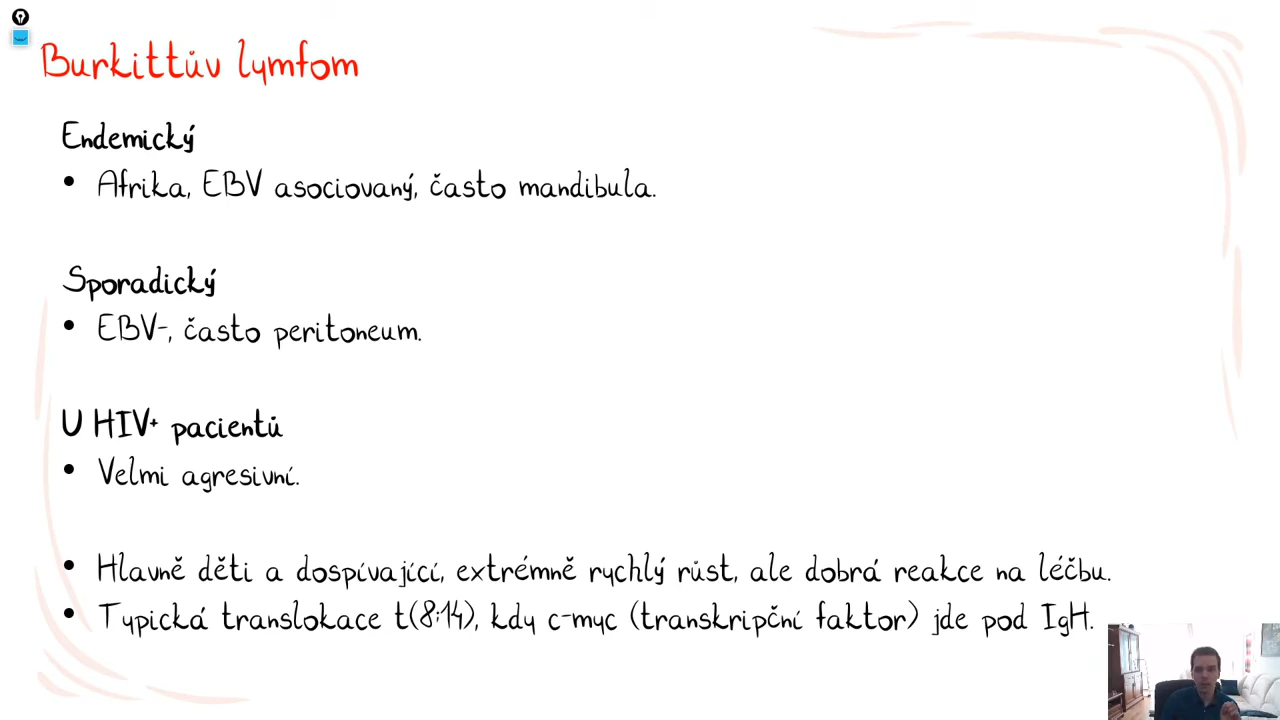 Burkittův lymfom
Endemický
• Afrika, EBV asociovaný, často mandibula.
Sporadický
• EBV-, často peritoneum.
U HIV+ pacientů
• Velmi agresivní.
• Hlavně děti a dospívající, extrémně rychlý růst, ale dobrá reakce na léčbu.
• Typická translokace t(8;14), kdy c-myc (transkripční faktor) jde pod IgH.